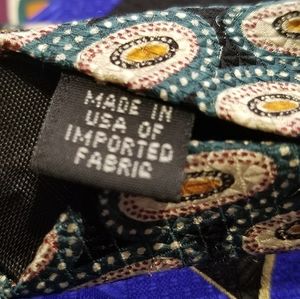 MADE IN
USA OF
IMPORTED
FABRIC